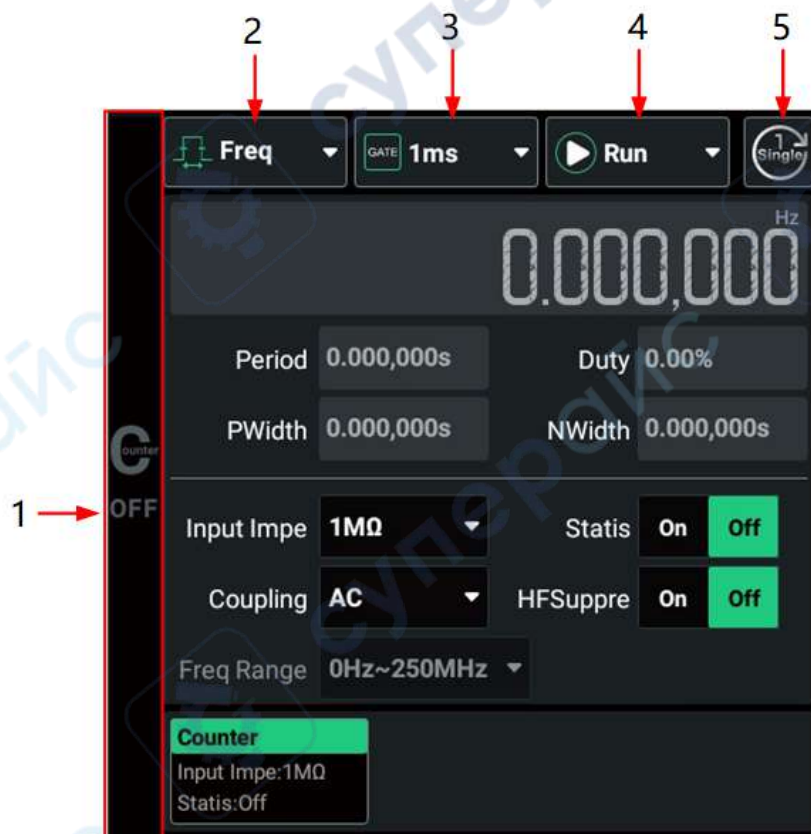 2 3 4 5
Freq GATE 1ms Run 1 Single
Hz
0.000,000
Period 0.000,000s Duty 0.00%
PWidth 0.000,000s NWidth 0.000,000s
Counter
1 OFF
Input Impe 1MΩ Statis On Off
Coupling AC HFSuppre On Off
Freq Range 0Hz~250MHz
Counter
Input Impe:1MΩ
Statis:Off
суперайс